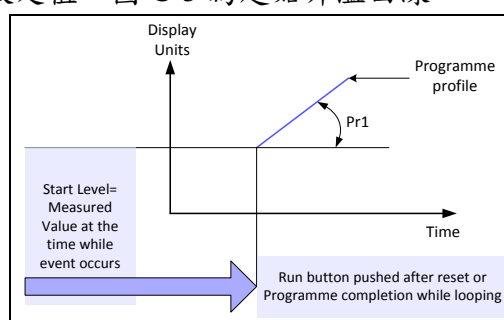 Display
Units
Programme
profile
Pr1
Start Level=
Measured
Value at the
time while
event occurs
Time
Run button pushed after reset or
Programme completion while looping